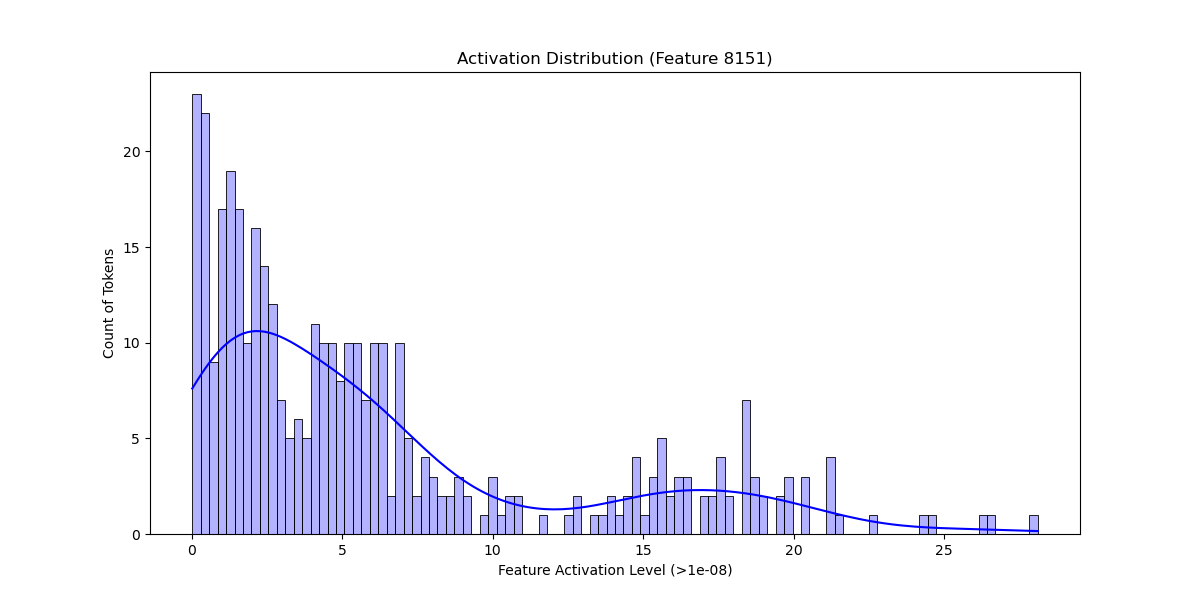 Activation Distribution (Feature 8151)
Count of Tokens
20
15
10
5
0
0 5 10 15 20 25
Feature Activation Level (>1e-08)